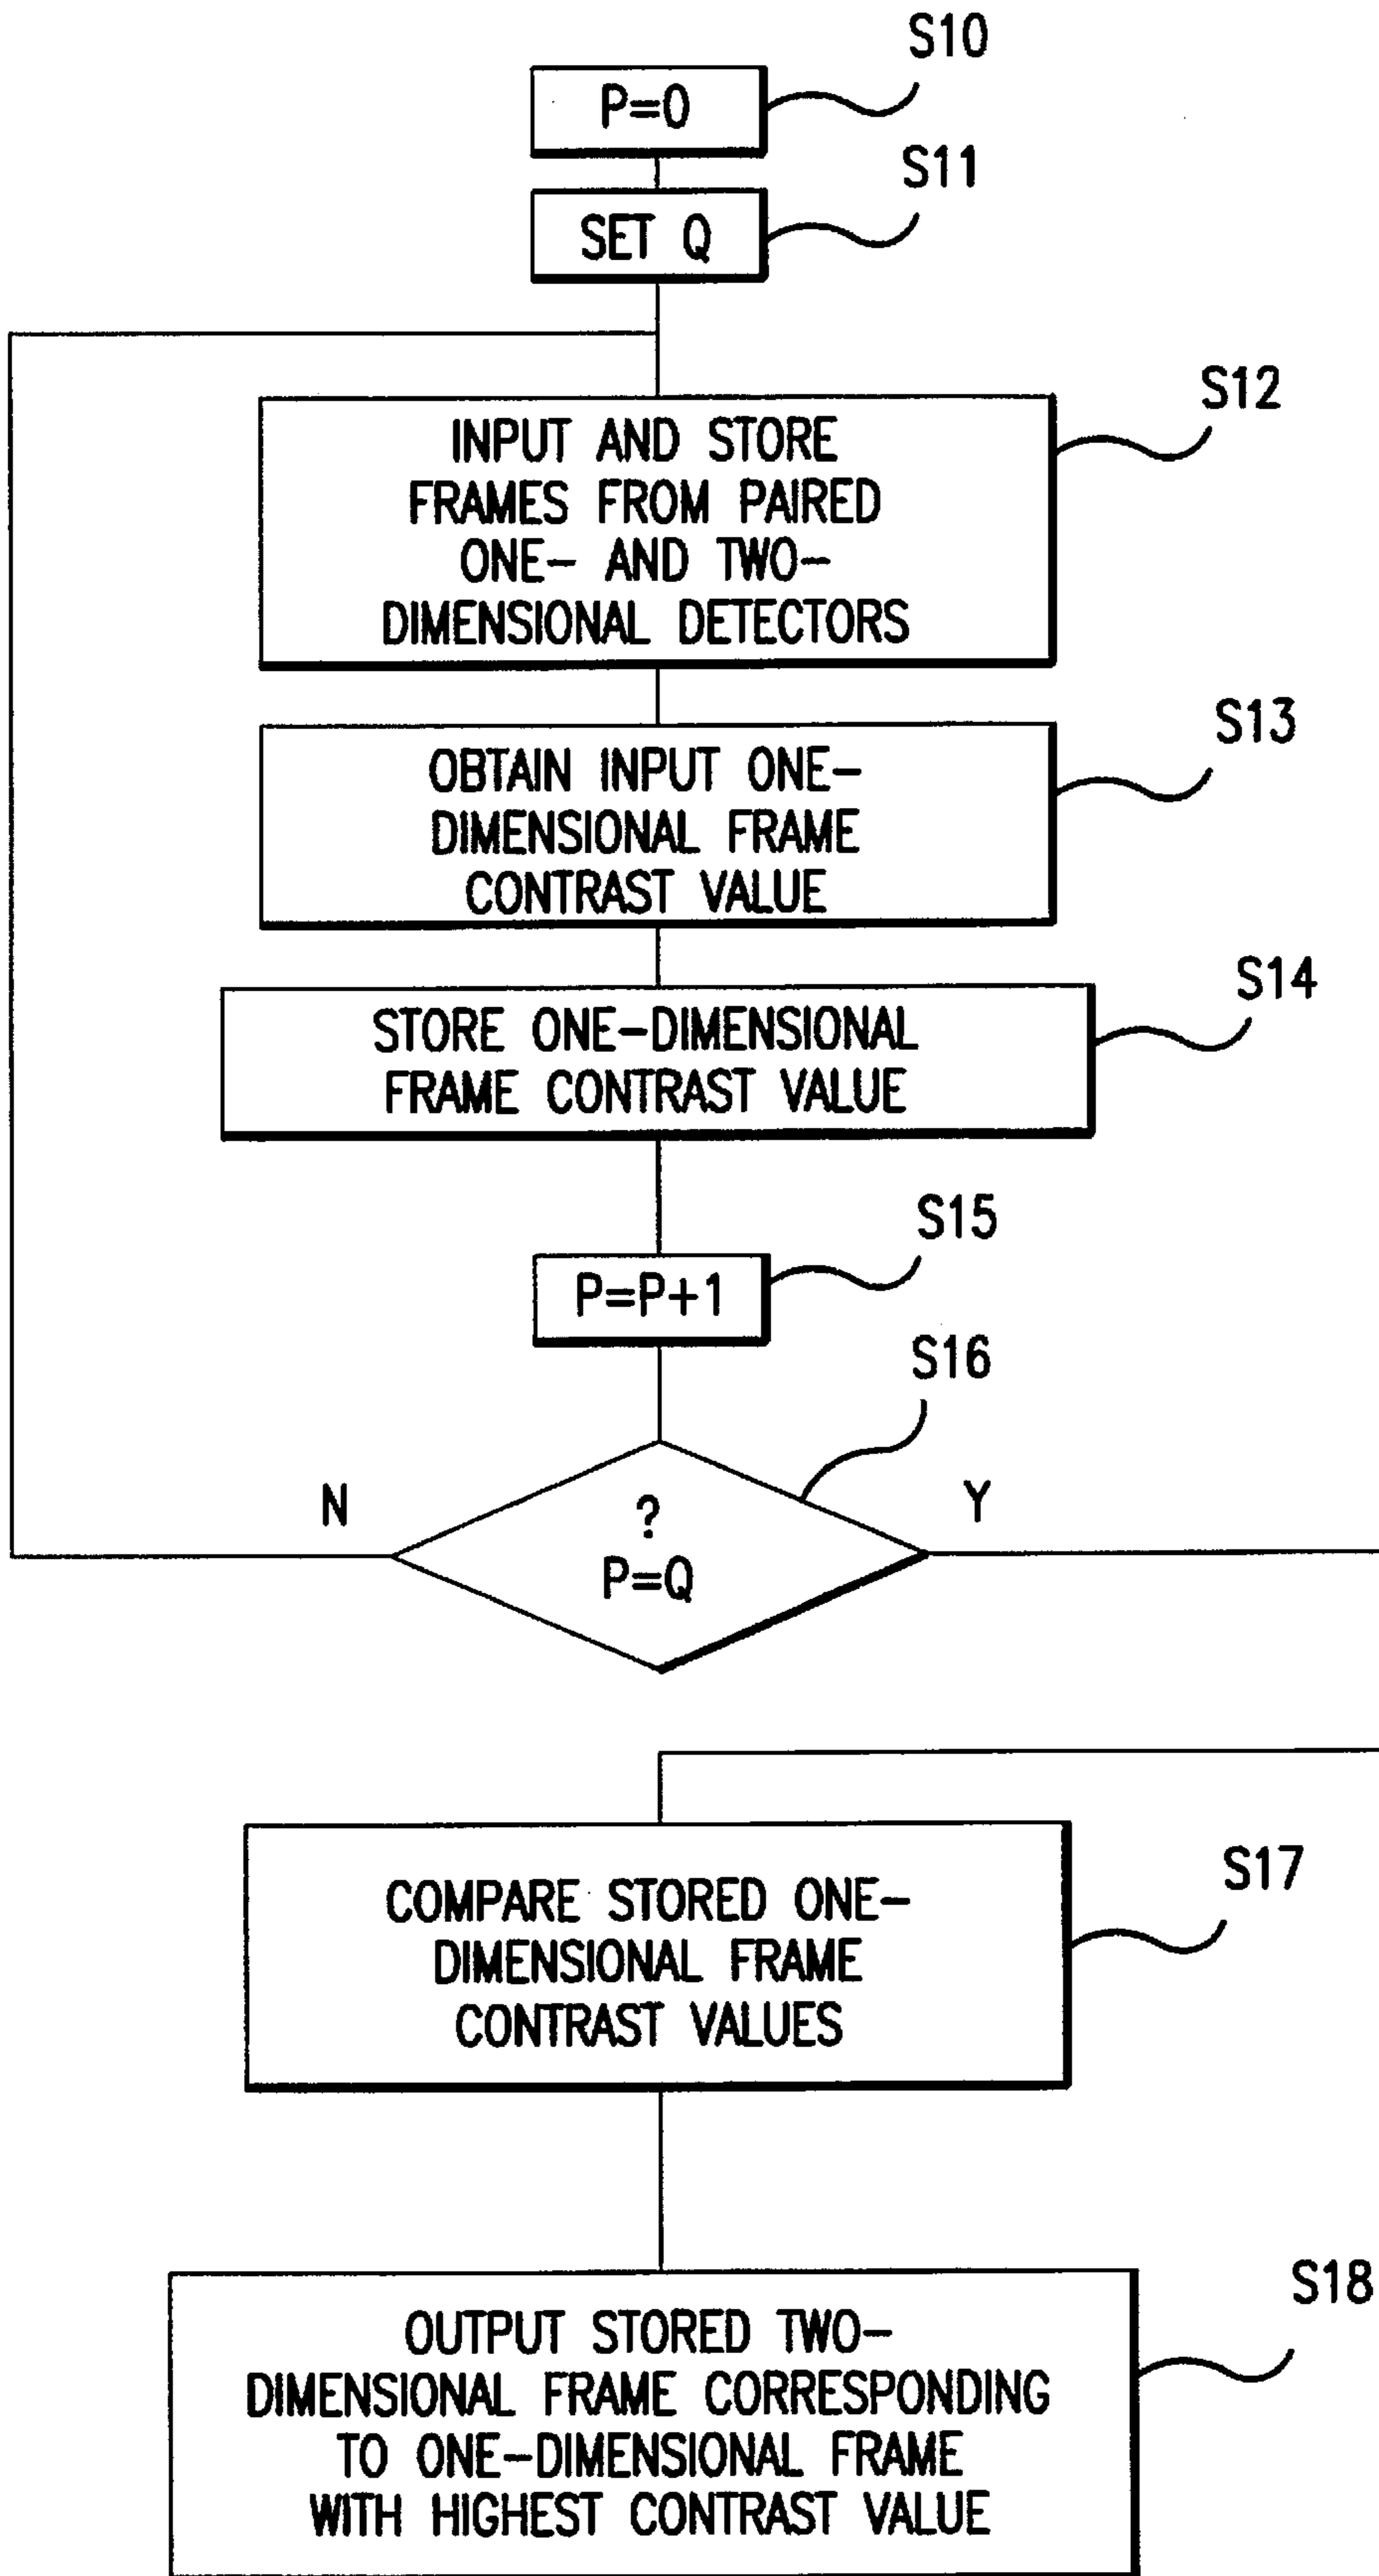 S10
P=0
S11
SET Q
S12
INPUT AND STORE
FRAMES FROM PAIRED
ONE- AND TWO-
DIMENSIONAL DETECTORS
S13
OBTAIN INPUT ONE-
DIMENSIONAL FRAME
CONTRAST VALUE
S14
STORE ONE-DIMENSIONAL
FRAME CONTRAST VALUE
S15
P=P+1
S16
N
?
Y
P=Q
S17
COMPARE STORED ONE-
DIMENSIONAL FRAME
CONTRAST VALUES
S18
OUTPUT STORED TWO-
DIMENSIONAL FRAME CORRESPONDING
TO ONE-DIMENSIONAL FRAME
WITH HIGHEST CONTRAST VALUE